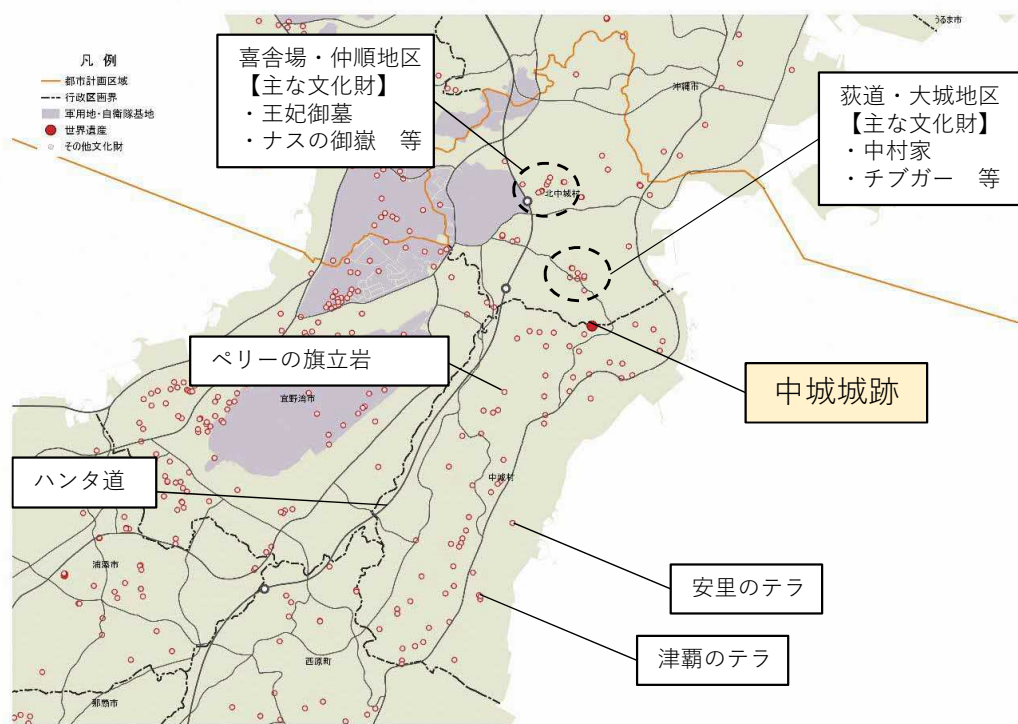 凡例
都市計画区域
行政区画界
軍用地・自衛隊基地
世界遺産
その他文化財
喜舎場・仲順地区
【主な文化財】
・王妃御墓
・ナスの御嶽 等
うるま市
沖縄市
荻道・大城地区
【主な文化財】
・中村家
・チブガー 等
北中城村
ペリーの旗立岩
中城城跡
宜野湾市
ハンタ道
中城村
浦添市
安里のテラ
津覇のテラ
西原町
那覇市